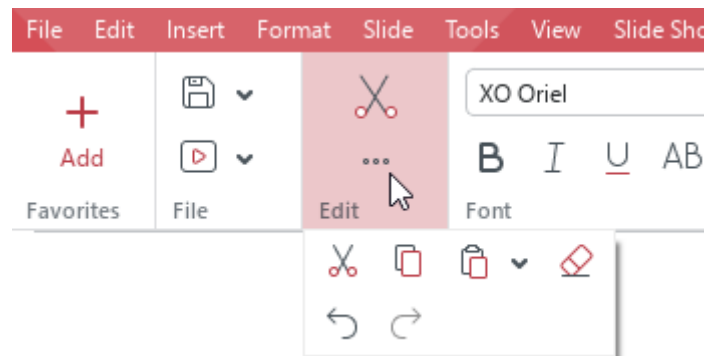 File Edit Insert Format Slide Tools View Slide Sho
XO Oriel
Add
B I U AB
Favorites File Edit Font